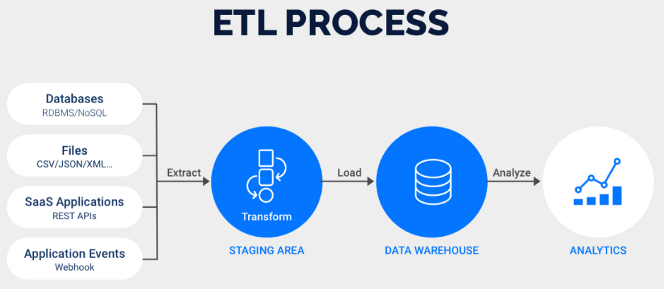 ETL PROCESS
Databases
RDBMS/NoSQL
Files
CSV/JSON/XML...
SaaS Applications
REST APIs
Application Events
Webhook
Extract
Transform
STAGING AREA
Load
DATA WAREHOUSE
Analyze
ANALYTICS